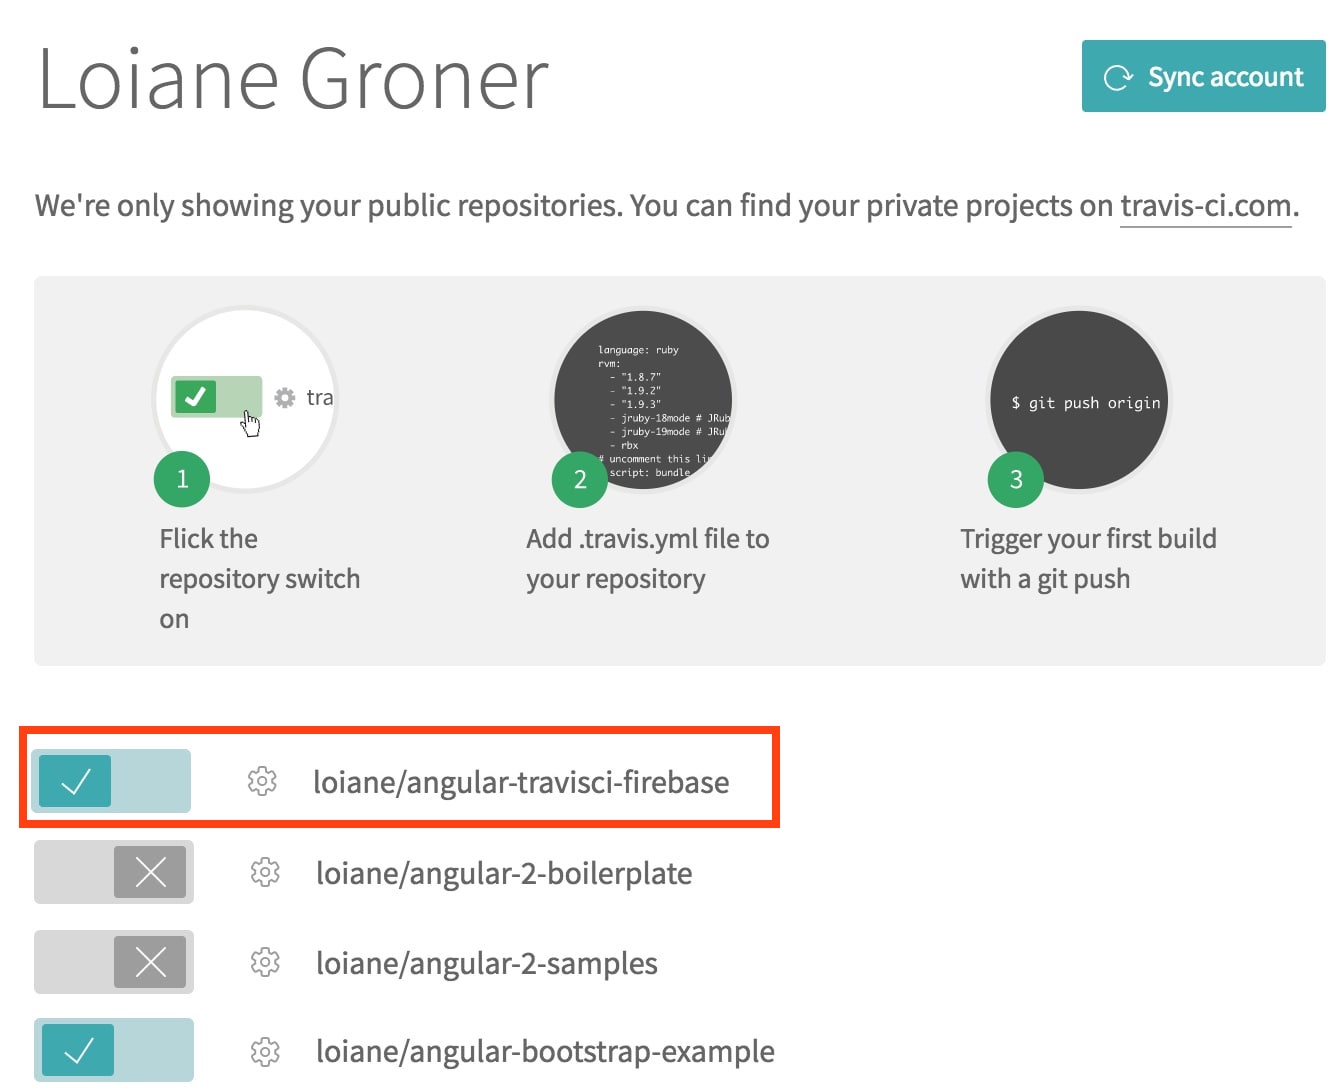 Loiane Groner
Sync account
We're only showing your public repositories. You can find your private projects on travis-ci.com.
tra
1
Flick the
repository switch
on
language: ruby
rvm:
- "1.8.7"
- "1.9.2"
- "1.9.3"
- jruby-18mode # JRub
- jruby-19mode # JRu
- rbx
# uncomment this li
script: bundle
2
Add .travis.yml file to
your repository
$ git push origin
3
Trigger your first build
with a git push
loiane/angular-travisci-firebase
loiane/angular-2-boilerplate
loiane/angular-2-samples
loiane/angular-bootstrap-example